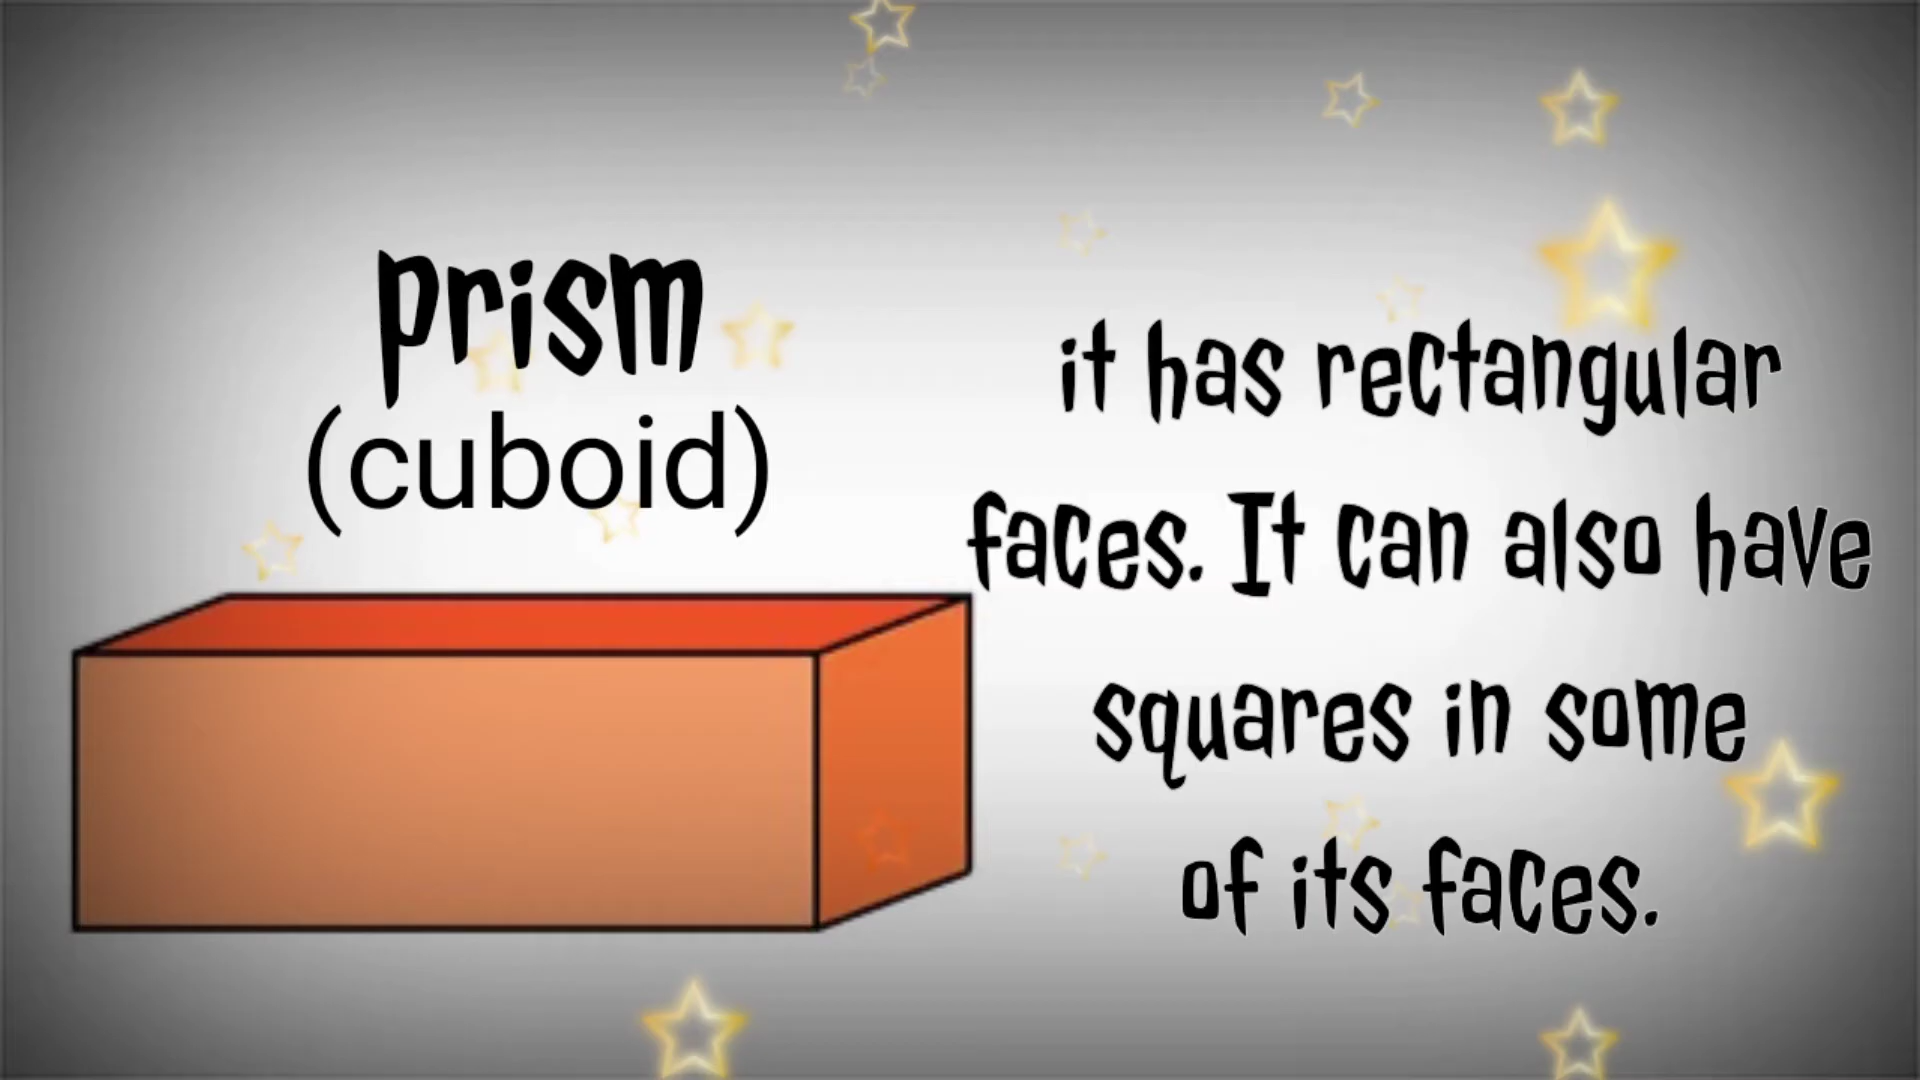 prism
(cuboid)
it has rectangular
faces. It can also have
squares in some
of its faces.